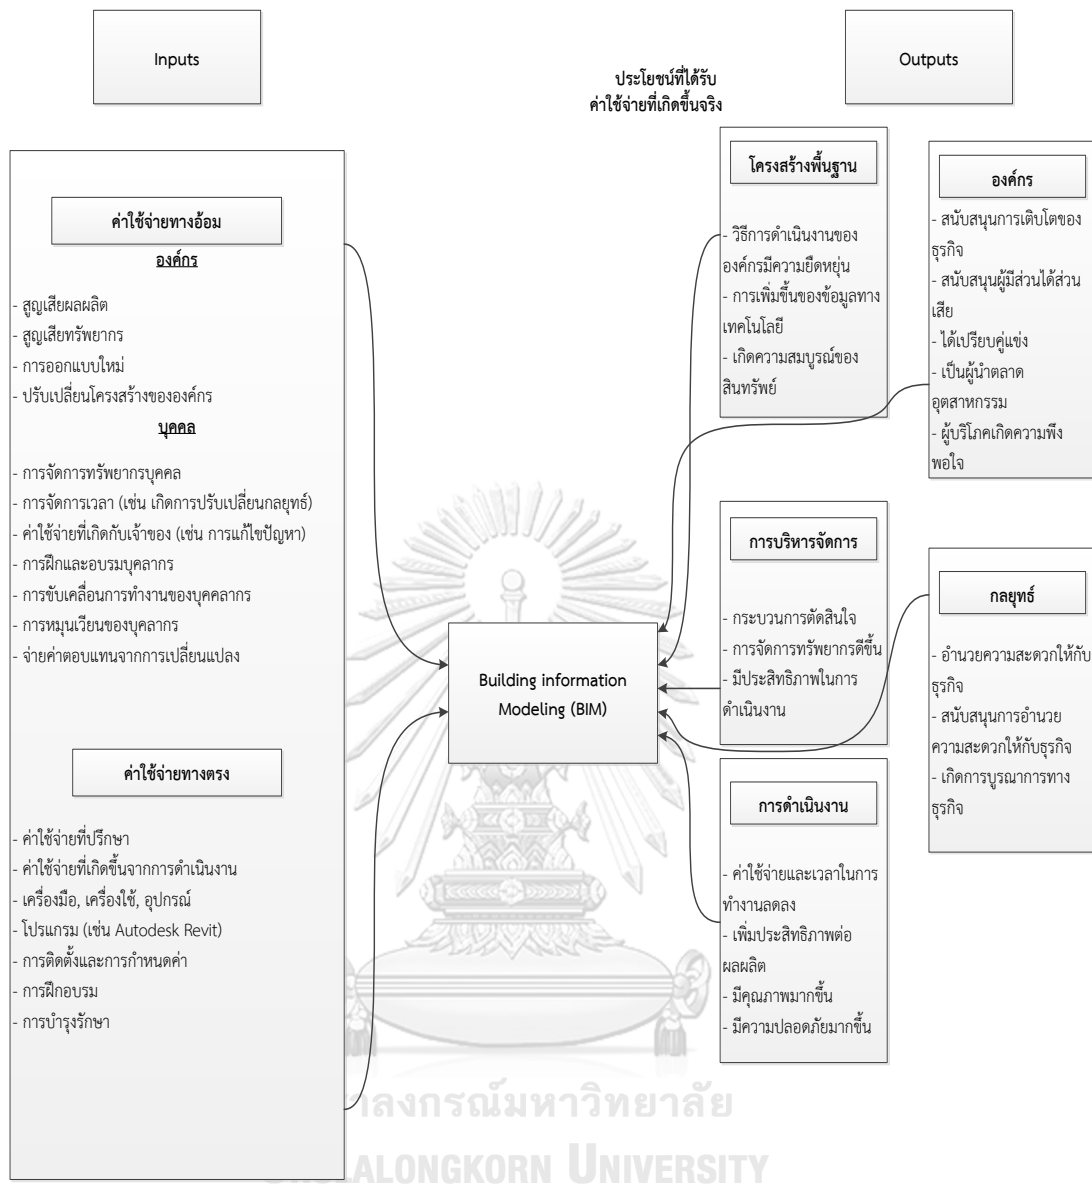 Inputs
ค่าใช้จ่ายทางอ้อม
องค์กร
- สูญเสียผลผลิต
- สูญเสียทรัพยากร
- การออกแบบใหม่
- ปรับเปลี่ยนโครงสร้างขององค์กร
บุคคล
- การจัดการทรัพยากรบุคคล
- การจัดการเวลา (เช่น เกิดการปรับเปลี่ยนกลยุทธ์)
- ค่าใช้จ่ายที่เกิดกับเจ้าของ (เช่น การแก้ไขปัญหา)
- การฝึกและอบรมบุคลากร
- การขับเคลื่อนการทำงานของบุคคลากร
- การหมุนเวียนของบุคลากร
- จ่ายค่าตอบแทนจากการเปลี่ยนแปลง
ค่าใช้จ่ายทางตรง
- ค่าใช้จ่ายที่ปรึกษา
- ค่าใช้จ่ายที่เกิดขึ้นจากการดำเนินงาน
- เครื่องมือ, เครื่องใช้, อุปกรณ์
- โปรแกรม (เช่น Autodesk Revit)
- การติดตั้งและการกำหนดค่า
- การฝึกอบรม
- การบำรุงรักษา
Building information
Modeling (BIM)
ประโยชน์ที่ได้รับ
ค่าใช้จ่ายที่เกิดขึ้นจริง
Outputs
โครงสร้างพื้นฐาน
- วิธีการดำเนินงานของ
องค์กรมีความยืดหยุ่น
- การเพิ่มขึ้นของข้อมูลทาง
เทคโนโลยี
- เกิดความสมบูรณ์ของ
สินทรัพย์
องค์กร
- สนับสนุนการเติบโตของ
ธุรกิจ
- สนับสนุนผู้มีส่วนได้ส่วน
เสีย
- ได้เปรียบคู่แข่ง
- เป็นผู้นำตลาด
อุตสาหกรรม
- ผู้บริโภคเกิดความพึง
พอใจ
การบริหารจัดการ
- กระบวนการตัดสินใจ
- การจัดการทรัพยากรดีขึ้น
- มีประสิทธิภาพในการ
ดำเนินงาน
กลยุทธ์
- อำนวยความสะดวกให้กับ
ธุรกิจ
- สนับสนุนการอำนวย
ความสะดวกให้กับธุรกิจ
- เกิดการบูรณาการทาง
ธุรกิจ
การดำเนินงาน
- ค่าใช้จ่ายและเวลาในการ
ทำงานลดลง
- เพิ่มประสิทธิภาพต่อ
ผลผลิต
- มีคุณภาพมากขึ้น
- มีความปลอดภัยมากขึ้น
าลงกรณ์มหาวิทยาลัย
LALONGKORN UNIVERSITY